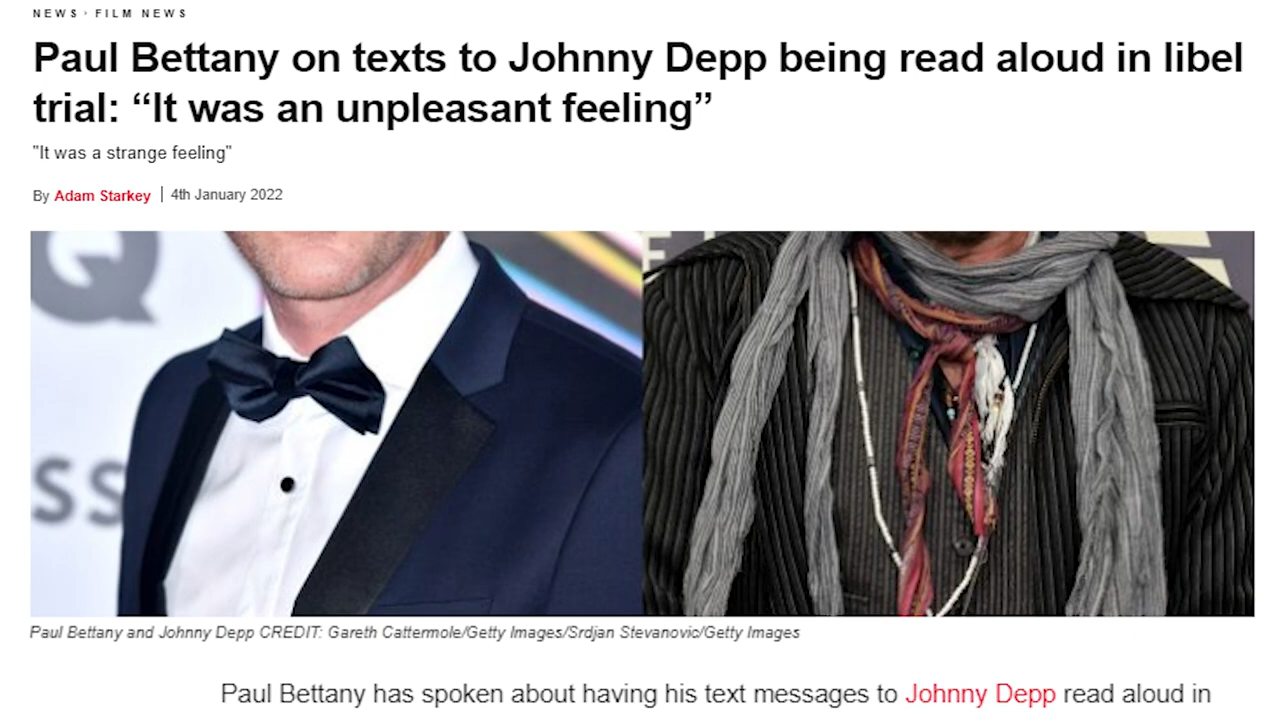 NEWS · FILM NEWS
Paul Bettany on texts to Johnny Depp being read aloud in libel
trial: “It was an unpleasant feeling”
"It was a strange feeling"
By Adam Starkey | 4th January 2022
Q
SS
Paul Bettany and Johnny Depp CREDIT: Gareth Cattermole/Getty Images/Srdjan Stevanovic/Getty Images
Paul Bettany has spoken about having his text messages to Johnny Depp read aloud in